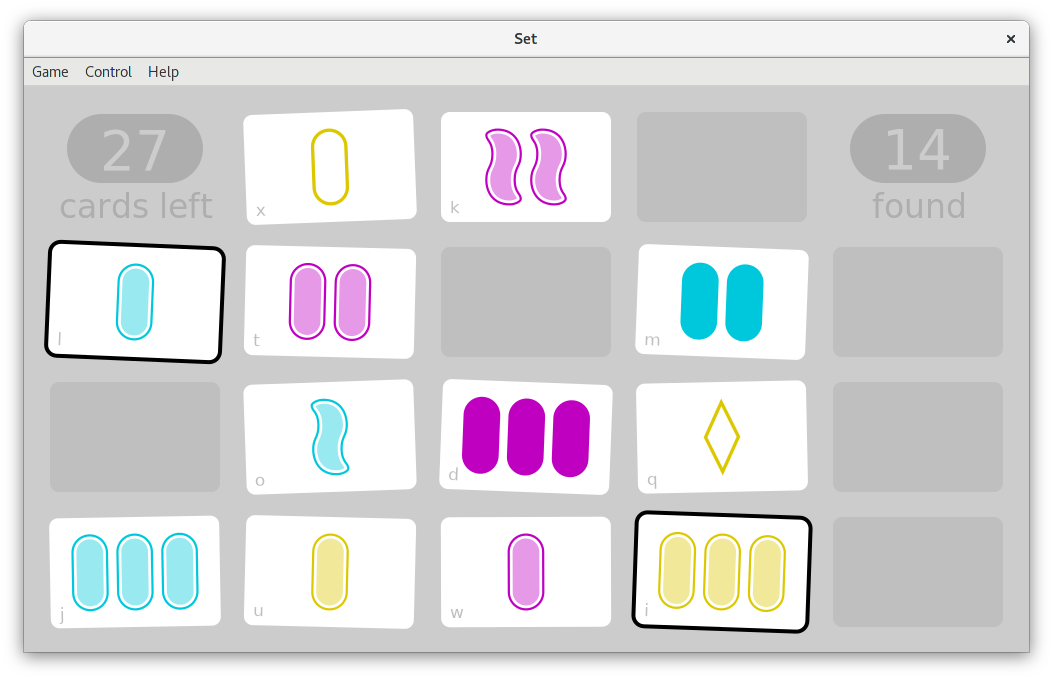 Set
Game Control Help
27
cards left
x
k
14
found
l
t
m
o
d
q
j
u
w
i